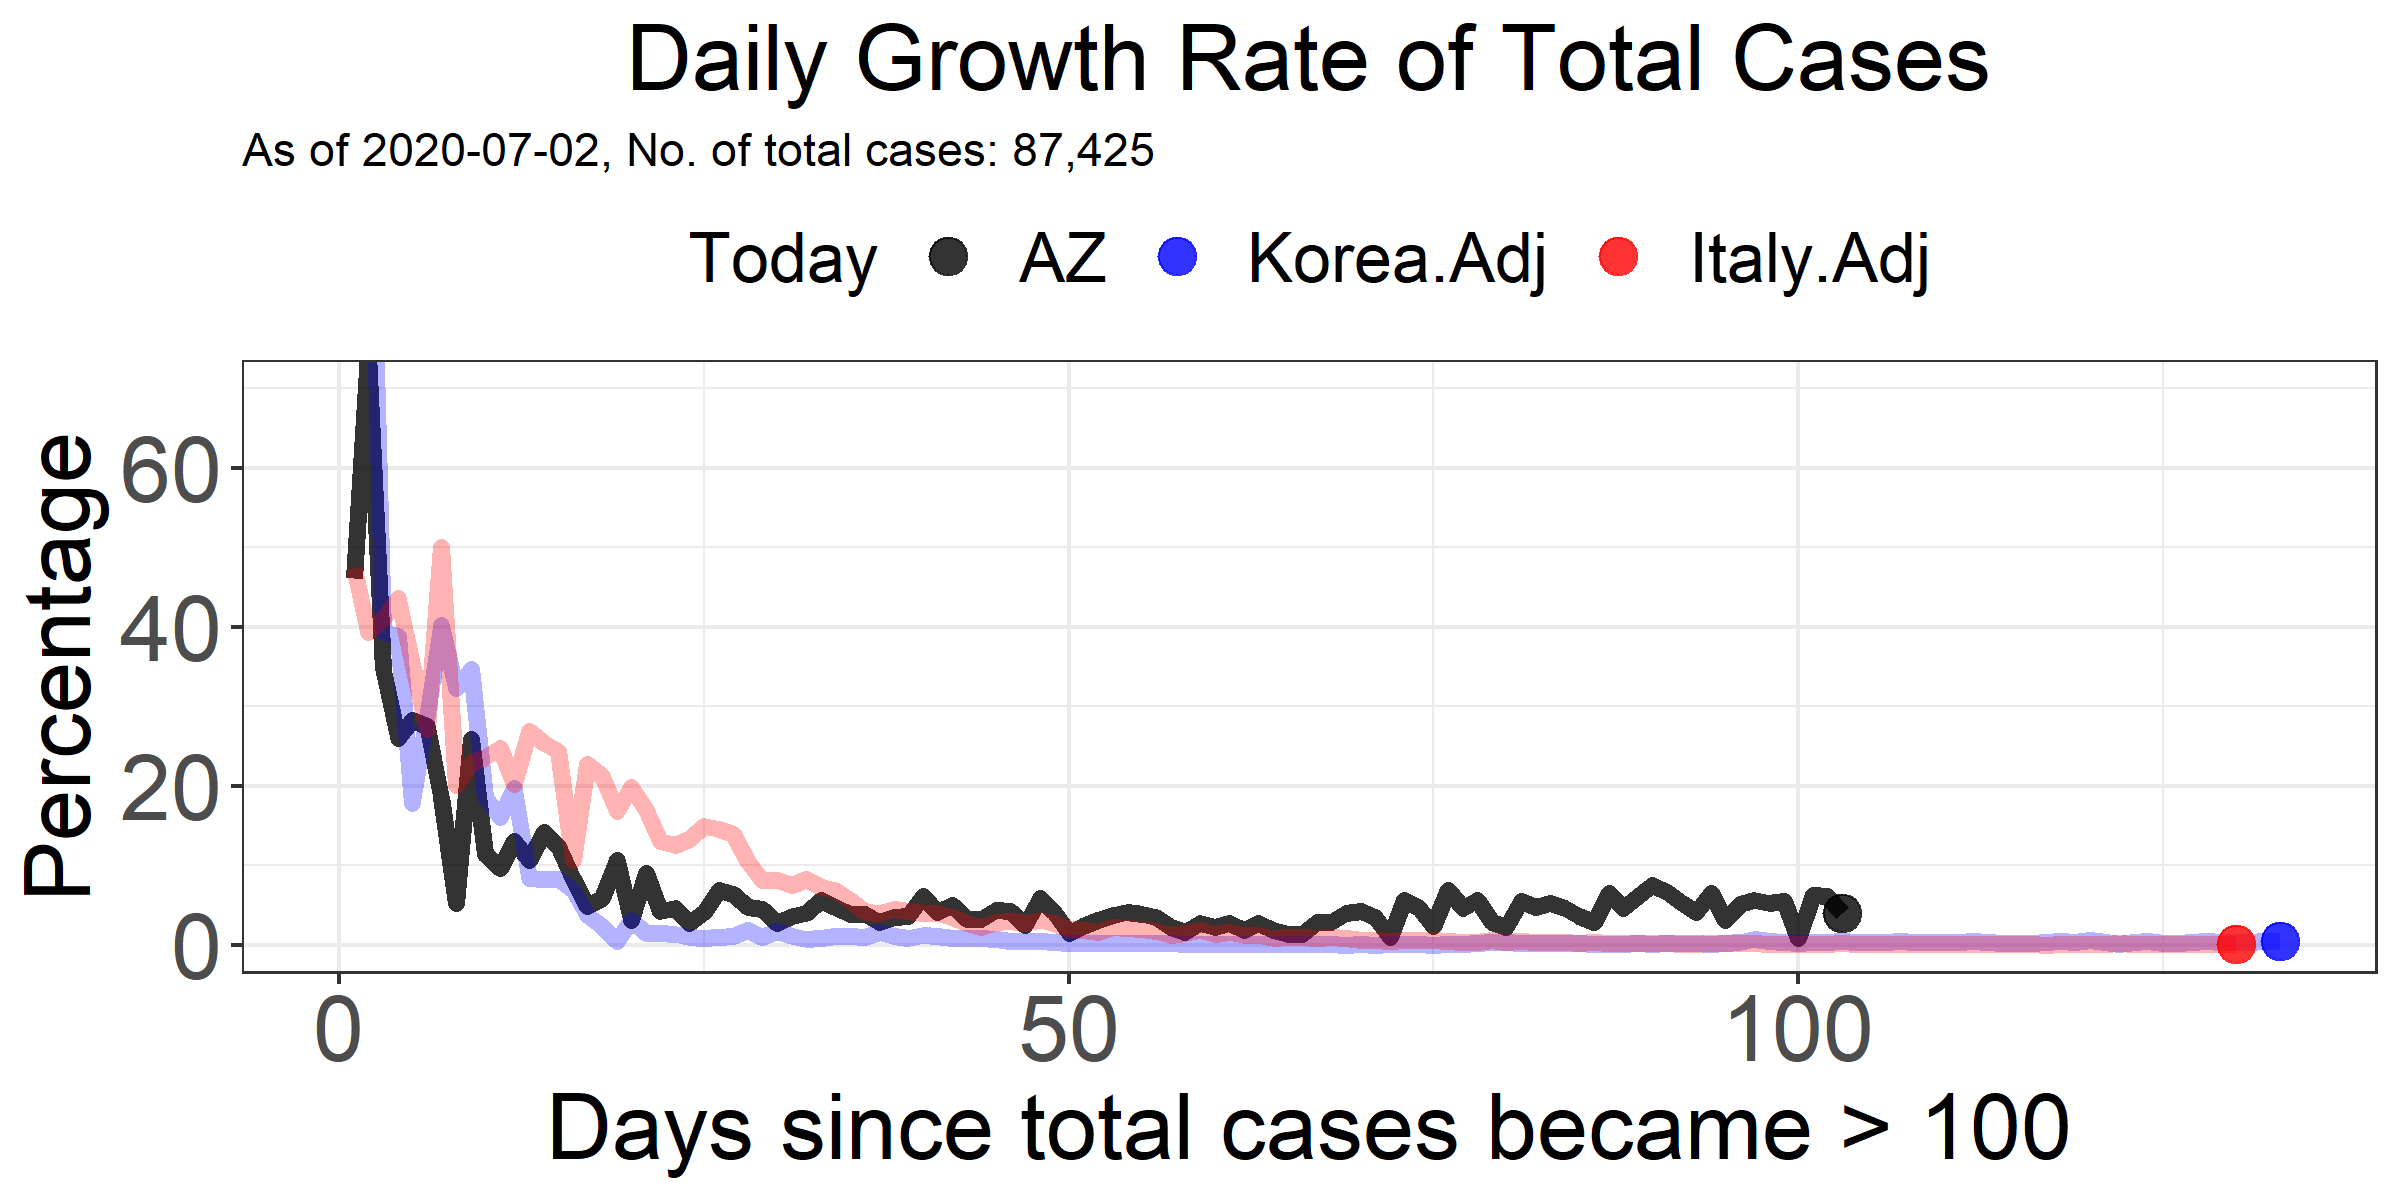 Daily Growth Rate of Total Cases
As of 2020-07-02, No. of total cases: 87,425
Today AZ Korea.Adj Italy.Adj
Percentage
60
40
20
0
0 50 100
Days since total cases became > 100